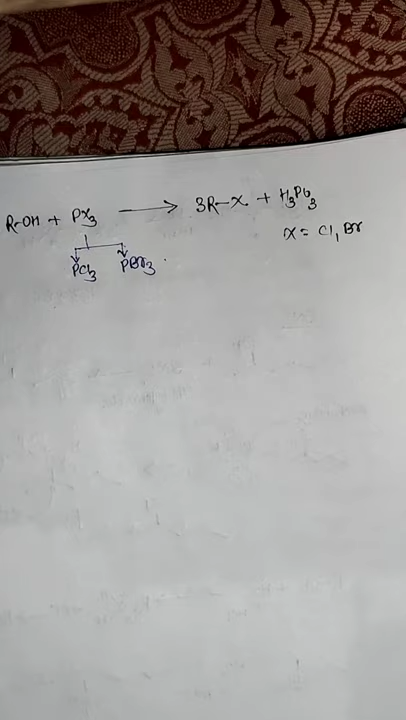 R-OH + PX3 ⟶ 3R-X + H3PO3
X = Cl, Br
PCl3 PBr3